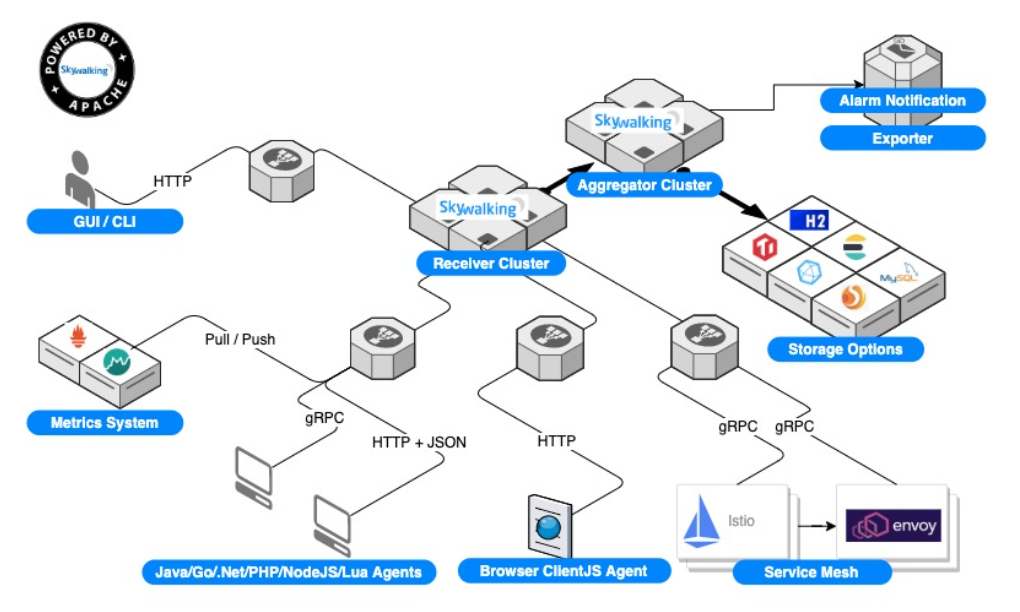 POWERED BY
Skywalking
APACHE
Skywalking
Alarm Notification
Exporter
HTTP
GUI / CLI
Skywalking
Aggregator Cluster
Receiver Cluster
H2
Ti
MySQL
Storage Options
Pull / Push
Metrics System
gRPC
HTTP + JSON
HTTP
gRPC
gRPC
Istio
envoy
Java/Go/.Net/PHP/NodeJS/Lua Agents
Browser ClientJS Agent
Service Mesh